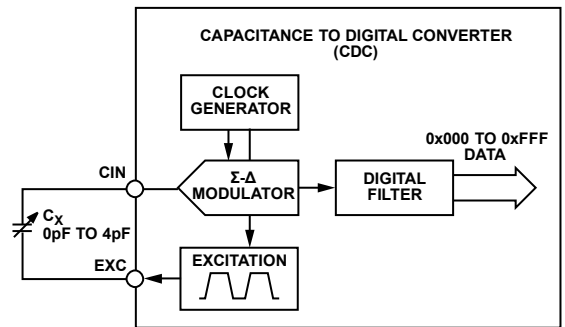 CAPACITANCE TO DIGITAL CONVERTER
(CDC)
CLOCK
GENERATOR
0x000 TO 0xFFF
DATA
CIN
Σ-Δ
MODULATOR
DIGITAL
FILTER
CX
0pF TO 4pF
EXC
EXCITATION